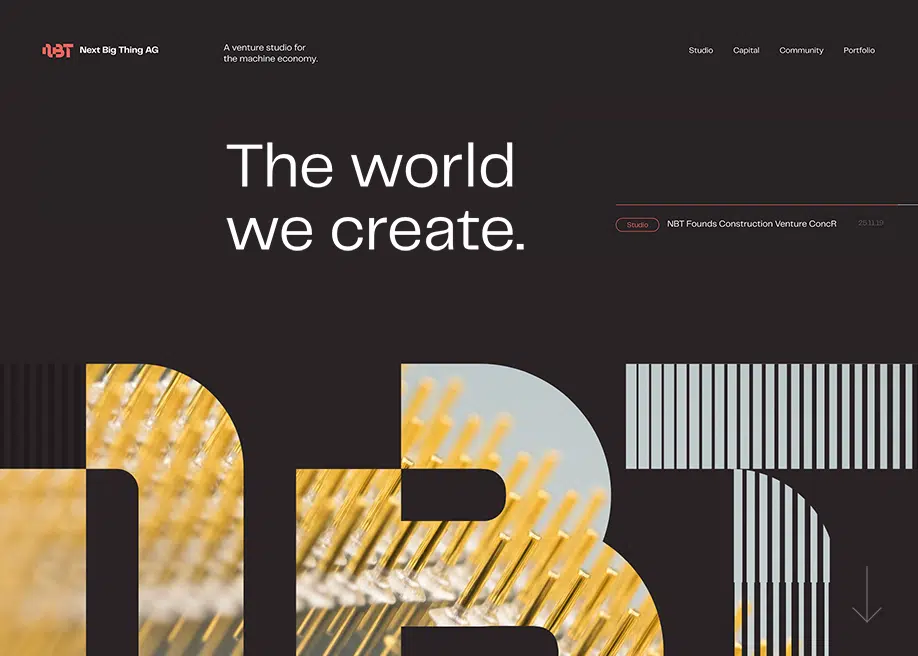 NBT Next Big Thing AG
A venture studio for
the machine economy.
Studio Capital Community Portfolio
The world
we create.
Studio NBT Founds Construction Venture ConcR 25.11.19
NBT